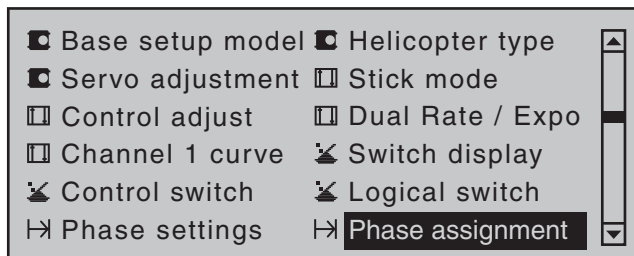 Base setup model Helicopter type
Servo adjustment Stick mode
Control adjust Dual Rate / Expo
Channel 1 curve Switch display
Control switch Logical switch
Phase settings Phase assignment